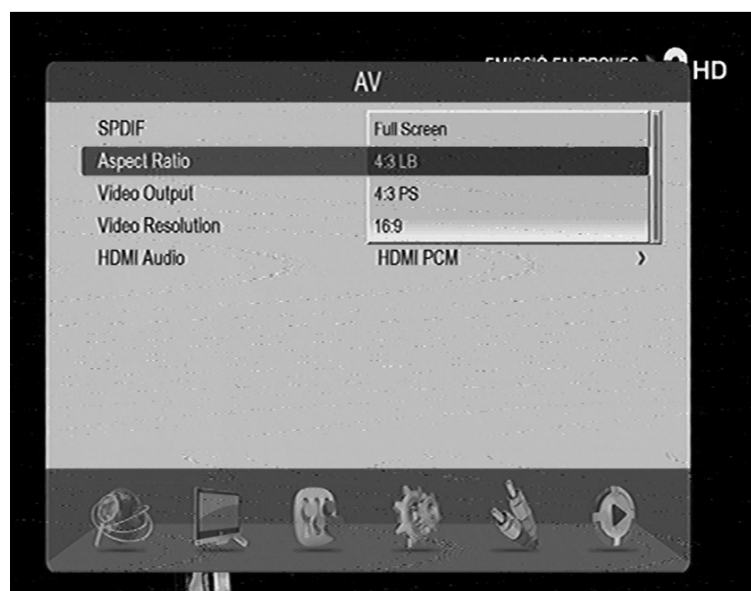 HD
AV
SPDIF
Full Screen
Aspect Ratio
4:3 LB
Video Output
4:3 PS
Video Resolution
16:9
HDMI Audio
HDMI PCM